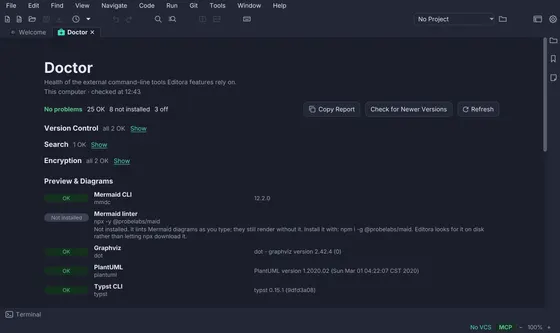 File Edit Find View Navigate Code Run Git Tools Window Help
No Project
Welcome Doctor
Doctor
Health of the external command-line tools Editora features rely on.
This computer · checked at 12:43
No problems 25 OK 8 not installed 3 off
Copy Report Check for Newer Versions Refresh
Version Control all 2 OK Show
Search 1 OK Show
Encryption all 2 OK Show
Preview & Diagrams
OK Mermaid CLI 12.2.0
mmdc
Not installed Mermaid linter
npx -y @probelabs/maid
Not installed. It lints Mermaid diagrams as you type; they still render without it. Install it with: npm i -g @probelabs/maid. Editora looks for it on disk
rather than letting npx download it.
OK Graphviz dot - graphviz version 2.42.4 (0)
dot
OK PlantUML PlantUML version 1.2020.02 (Sun Mar 01 04:22:07 CST 2020)
plantuml
OK Typst CLI typst 0.15.1 (9dfd3a08)
typst
Terminal
No VCS MCP − 100% +